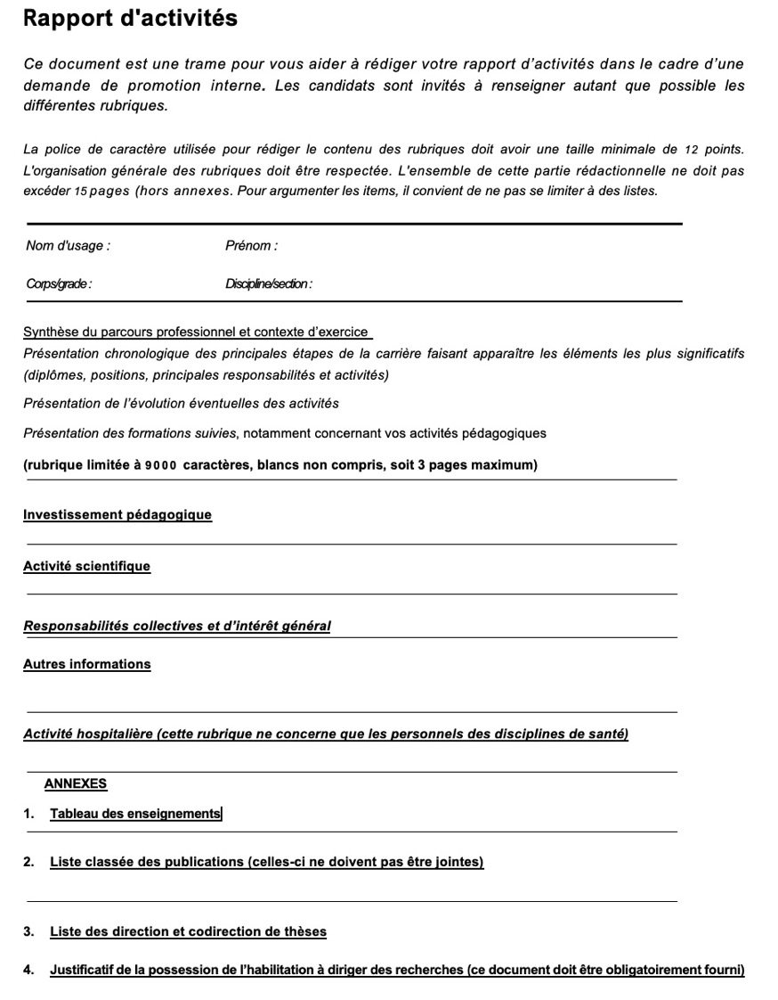 Rapport d'activités
Ce document est une trame pour vous aider à rédiger votre rapport d’activités dans le cadre d’une
demande de promotion interne. Les candidats sont invités à renseigner autant que possible les
différentes rubriques.
La police de caractère utilisée pour rédiger le contenu des rubriques doit avoir une taille minimale de 12 points.
L'organisation générale des rubriques doit être respectée. L'ensemble de cette partie rédactionnelle ne doit pas
excéder 15 pages (hors annexes. Pour argumenter les items, il convient de ne pas se limiter à des listes.
Nom d'usage : Prénom :
Corps/grade : Discipline/section :
Synthèse du parcours professionnel et contexte d’exercice
Présentation chronologique des principales étapes de la carrière faisant apparaître les éléments les plus significatifs
(diplômes, positions, principales responsabilités et activités)
Présentation de l’évolution éventuelles des activités
Présentation des formations suivies, notamment concernant vos activités pédagogiques
(rubrique limitée à 9000 caractères, blancs non compris, soit 3 pages maximum)
Investissement pédagogique
Activité scientifique
Responsabilités collectives et d’intérêt général
Autres informations
Activité hospitalière (cette rubrique ne concerne que les personnels des disciplines de santé)
ANNEXES
1. Tableau des enseignements
2. Liste classée des publications (celles-ci ne doivent pas être jointes)
3. Liste des direction et codirection de thèses
4. Justificatif de la possession de l’habilitation à diriger des recherches (ce document doit être obligatoirement fourni)